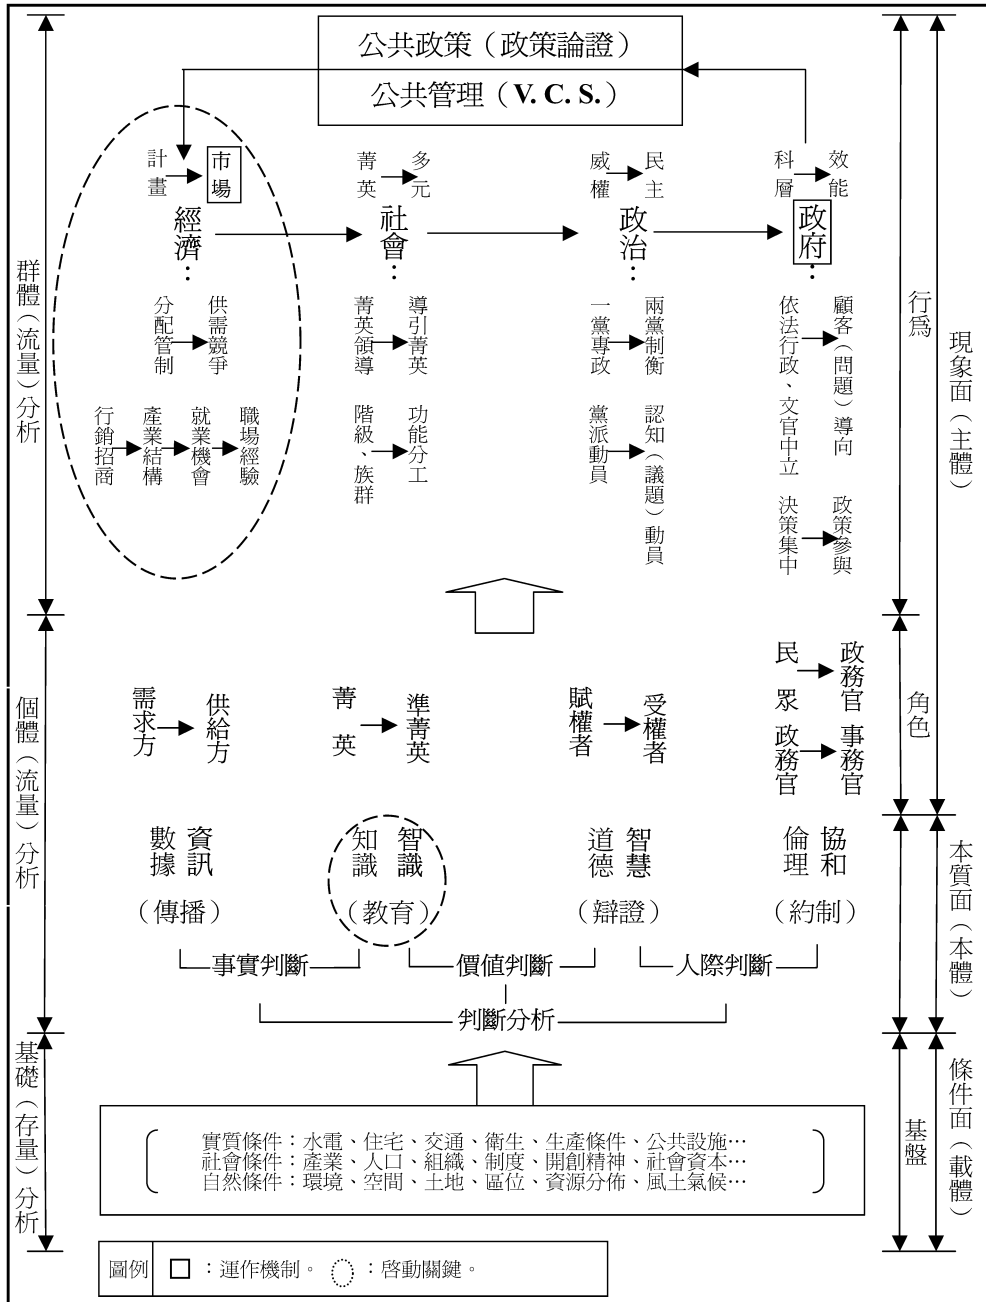 公共政策（政策論證）
公共管理（V. C. S.）
計畫
市場
菁英
多元
威權
民主
科層
效能
經濟：
社會：
政治：
政府：
分配管制
供需競爭
菁英領導
導引菁英
一黨專政
兩黨制衡
依法行政、文官中立
顧客（問題）導向
行銷招商
產業結構
就業機會
職場經驗
階級、族群
功能分工
黨派動員
認知（議題）動員
決策集中
政策參與
群體（流量）分析
行為
現象面（主體）
需求方
供給方
菁英
準菁英
賦權者
受權者
民眾
政務官
政務官
事務官
個體（流量）分析
角色
數據
資訊
知識
智識
道德
智慧
倫理
協和
（傳播）
（教育）
（辯證）
（約制）
事實判斷
價值判斷
人際判斷
判斷分析
本質面（本體）
基礎（存量）分析
實質條件：水電、住宅、交通、衛生、生產條件、公共設施…
社會條件：產業、人口、組織、制度、開創精神、社會資本…
自然條件：環境、空間、土地、區位、資源分佈、風土氣候…
基盤
條件面（載體）
圖例
：運作機制。
：啓動關鍵。